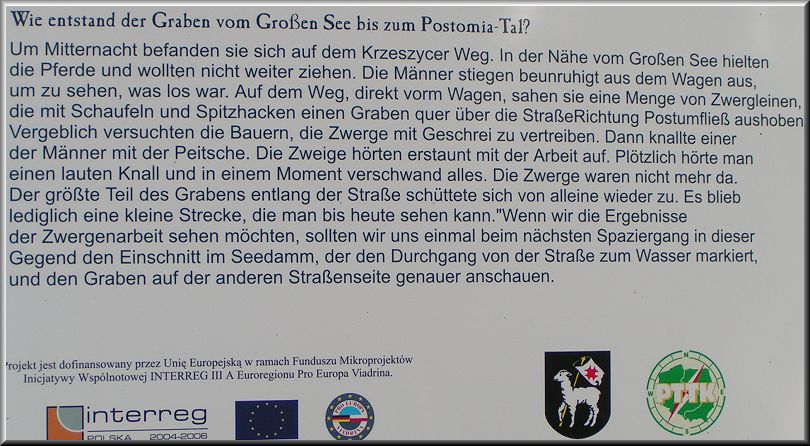 Wie entstand der Graben vom Großen See bis zum Postomia-Tal?
Um Mitternacht befanden sie sich auf dem Krzeszycer Weg. In der Nähe vom Großen See hielten
die Pferde und wollten nicht weiter ziehen. Die Männer stiegen beunruhigt aus dem Wagen aus,
um zu sehen, was los war. Auf dem Weg, direkt vorm Wagen, sahen sie eine Menge von Zwergleinen,
die mit Schaufeln und Spitzhacken einen Graben quer über die StraßeRichtung Postumfließ aushoben
Vergeblich versuchten die Bauern, die Zwerge mit Geschrei zu vertreiben. Dann knallte einer
der Männer mit der Peitsche. Die Zweige hörten erstaunt mit der Arbeit auf. Plötzlich hörte man
einen lauten Knall und in einem Moment verschwand alles. Die Zwerge waren nicht mehr da.
Der größte Teil des Grabens entlang der Straße schüttete sich von alleine wieder zu. Es blieb
lediglich eine kleine Strecke, die man bis heute sehen kann."Wenn wir die Ergebnisse
der Zwergenarbeit sehen möchten, sollten wir uns einmal beim nächsten Spaziergang in dieser
Gegend den Einschnitt im Seedamm, der den Durchgang von der Straße zum Wasser markiert,
und den Graben auf der anderen Straßenseite genauer anschauen.
Projekt jest dofinansowany przez Unię Europejską w ramach Funduszu Mikroprojektów
Inicjatywy Wspólnotowej INTERREG III A Euroregionu Pro Europa Viadrina.
interreg
POLSKA 2004-2006
PRO EUROPA
VIADRINA
N
W E
S
PTTK